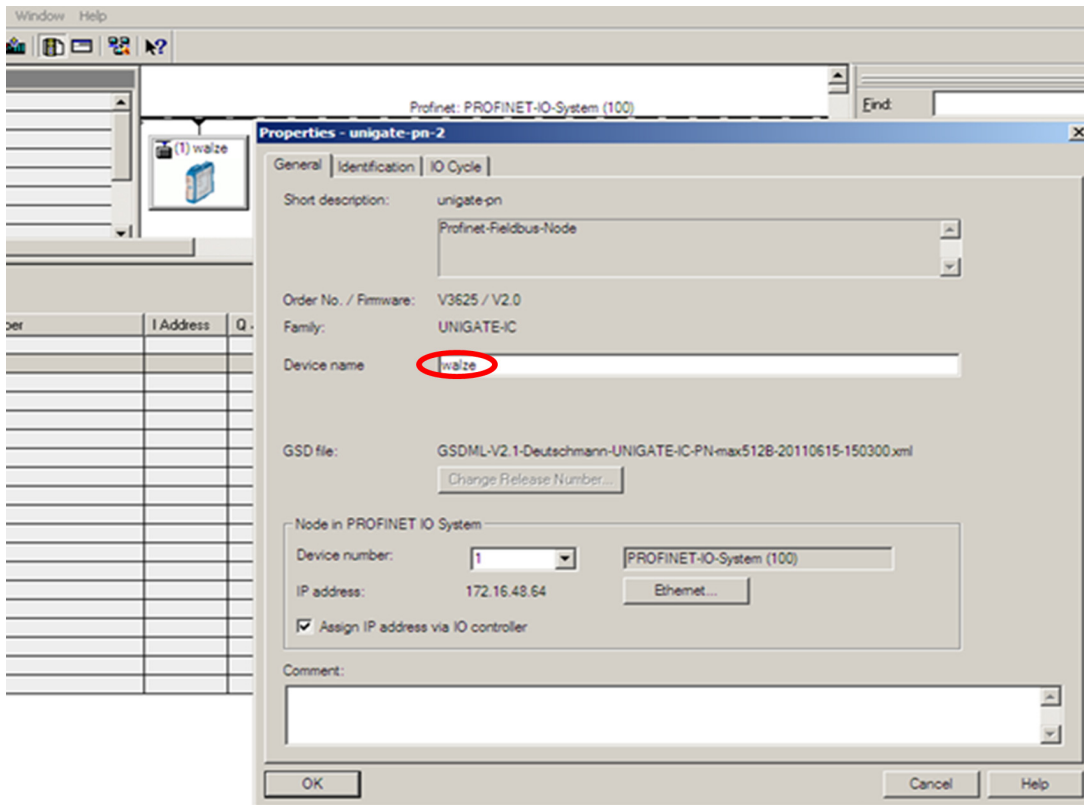 Window Help
Profinet: PROFINET-IO-System (100)
Find:
(1) walze
Properties - unigate-pn-2
General Identification IO Cycle
Short description: unigate-pn
Profinet-Fieldbus-Node
Order No. / Firmware: V3625 / V2.0
I Address Q
Family: UNIGATE-IC
Device name walze
GSD file: GSDML-V2.1-Deutschmann-UNIGATE-IC-PN-max512B-20110615-150300.xml
Change Release Number...
Node in PROFINET IO System
Device number: 1 PROFINET-IO-System (100)
IP address: 172.16.48.64 Ethernet...
Assign IP address via IO controller
Comment:
OK Cancel Help